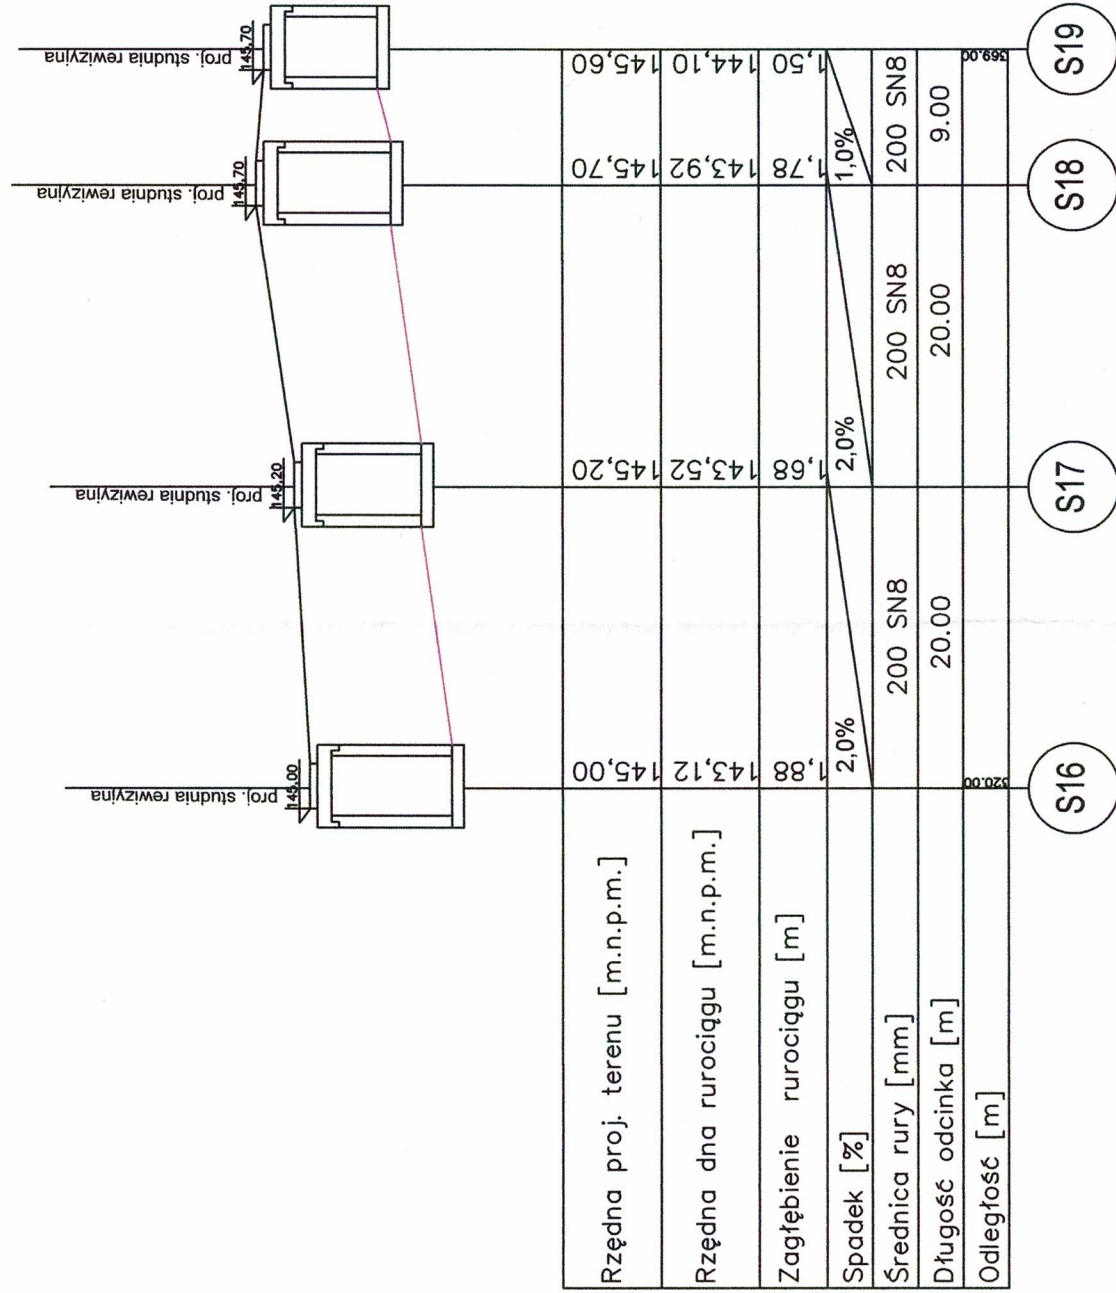 proj. studnia rewizyjna
145,00
proj. studnia rewizyjna
145,20
proj. studnia rewizyjna
145,70
proj. studnia rewizyjna
145,70
Rzędna proj. terenu [m.n.p.m.] 145,00 145,20 145,70 145,60
Rzędna dna rurociągu [m.n.p.m.] 143,12 143,52 143,92 144,10
Zagłębienie rurociągu [m] 1,88 1,68 1,78 1,50
Spadek [%] 2,0% 2,0% 1,0%
Średnica rury [mm] 200 SN8 200 SN8 200 SN8
Długość odcinka [m] 20.00 20.00 9.00
Odległość [m] 320.00 369.00
S16 S17 S18 S19